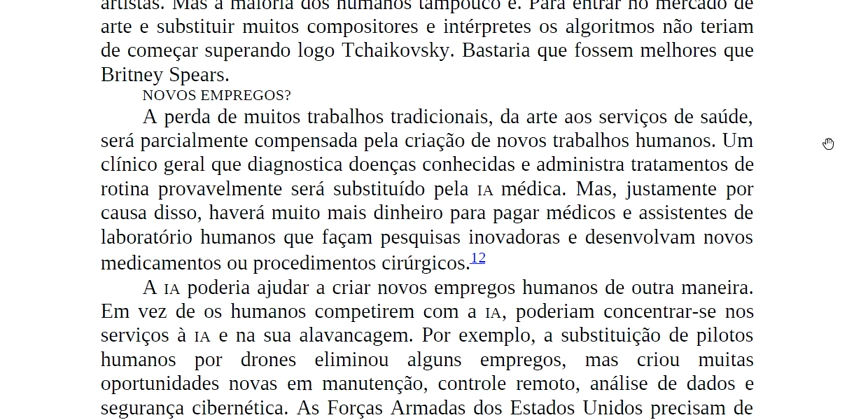 artistas. Mas a maioria dos humanos tampouco é. Para entrar no mercado de
arte e substituir muitos compositores e intérpretes os algoritmos não teriam
de começar superando logo Tchaikovsky. Bastaria que fossem melhores que
Britney Spears.
NOVOS EMPREGOS?
A perda de muitos trabalhos tradicionais, da arte aos serviços de saúde,
será parcialmente compensada pela criação de novos trabalhos humanos. Um
clínico geral que diagnostica doenças conhecidas e administra tratamentos de
rotina provavelmente será substituído pela IA médica. Mas, justamente por
causa disso, haverá muito mais dinheiro para pagar médicos e assistentes de
laboratório humanos que façam pesquisas inovadoras e desenvolvam novos
medicamentos ou procedimentos cirúrgicos.12
A IA poderia ajudar a criar novos empregos humanos de outra maneira.
Em vez de os humanos competirem com a IA, poderiam concentrar-se nos
serviços à IA e na sua alavancagem. Por exemplo, a substituição de pilotos
humanos por drones eliminou alguns empregos, mas criou muitas
oportunidades novas em manutenção, controle remoto, análise de dados e
segurança cibernética. As Forças Armadas dos Estados Unidos precisam de